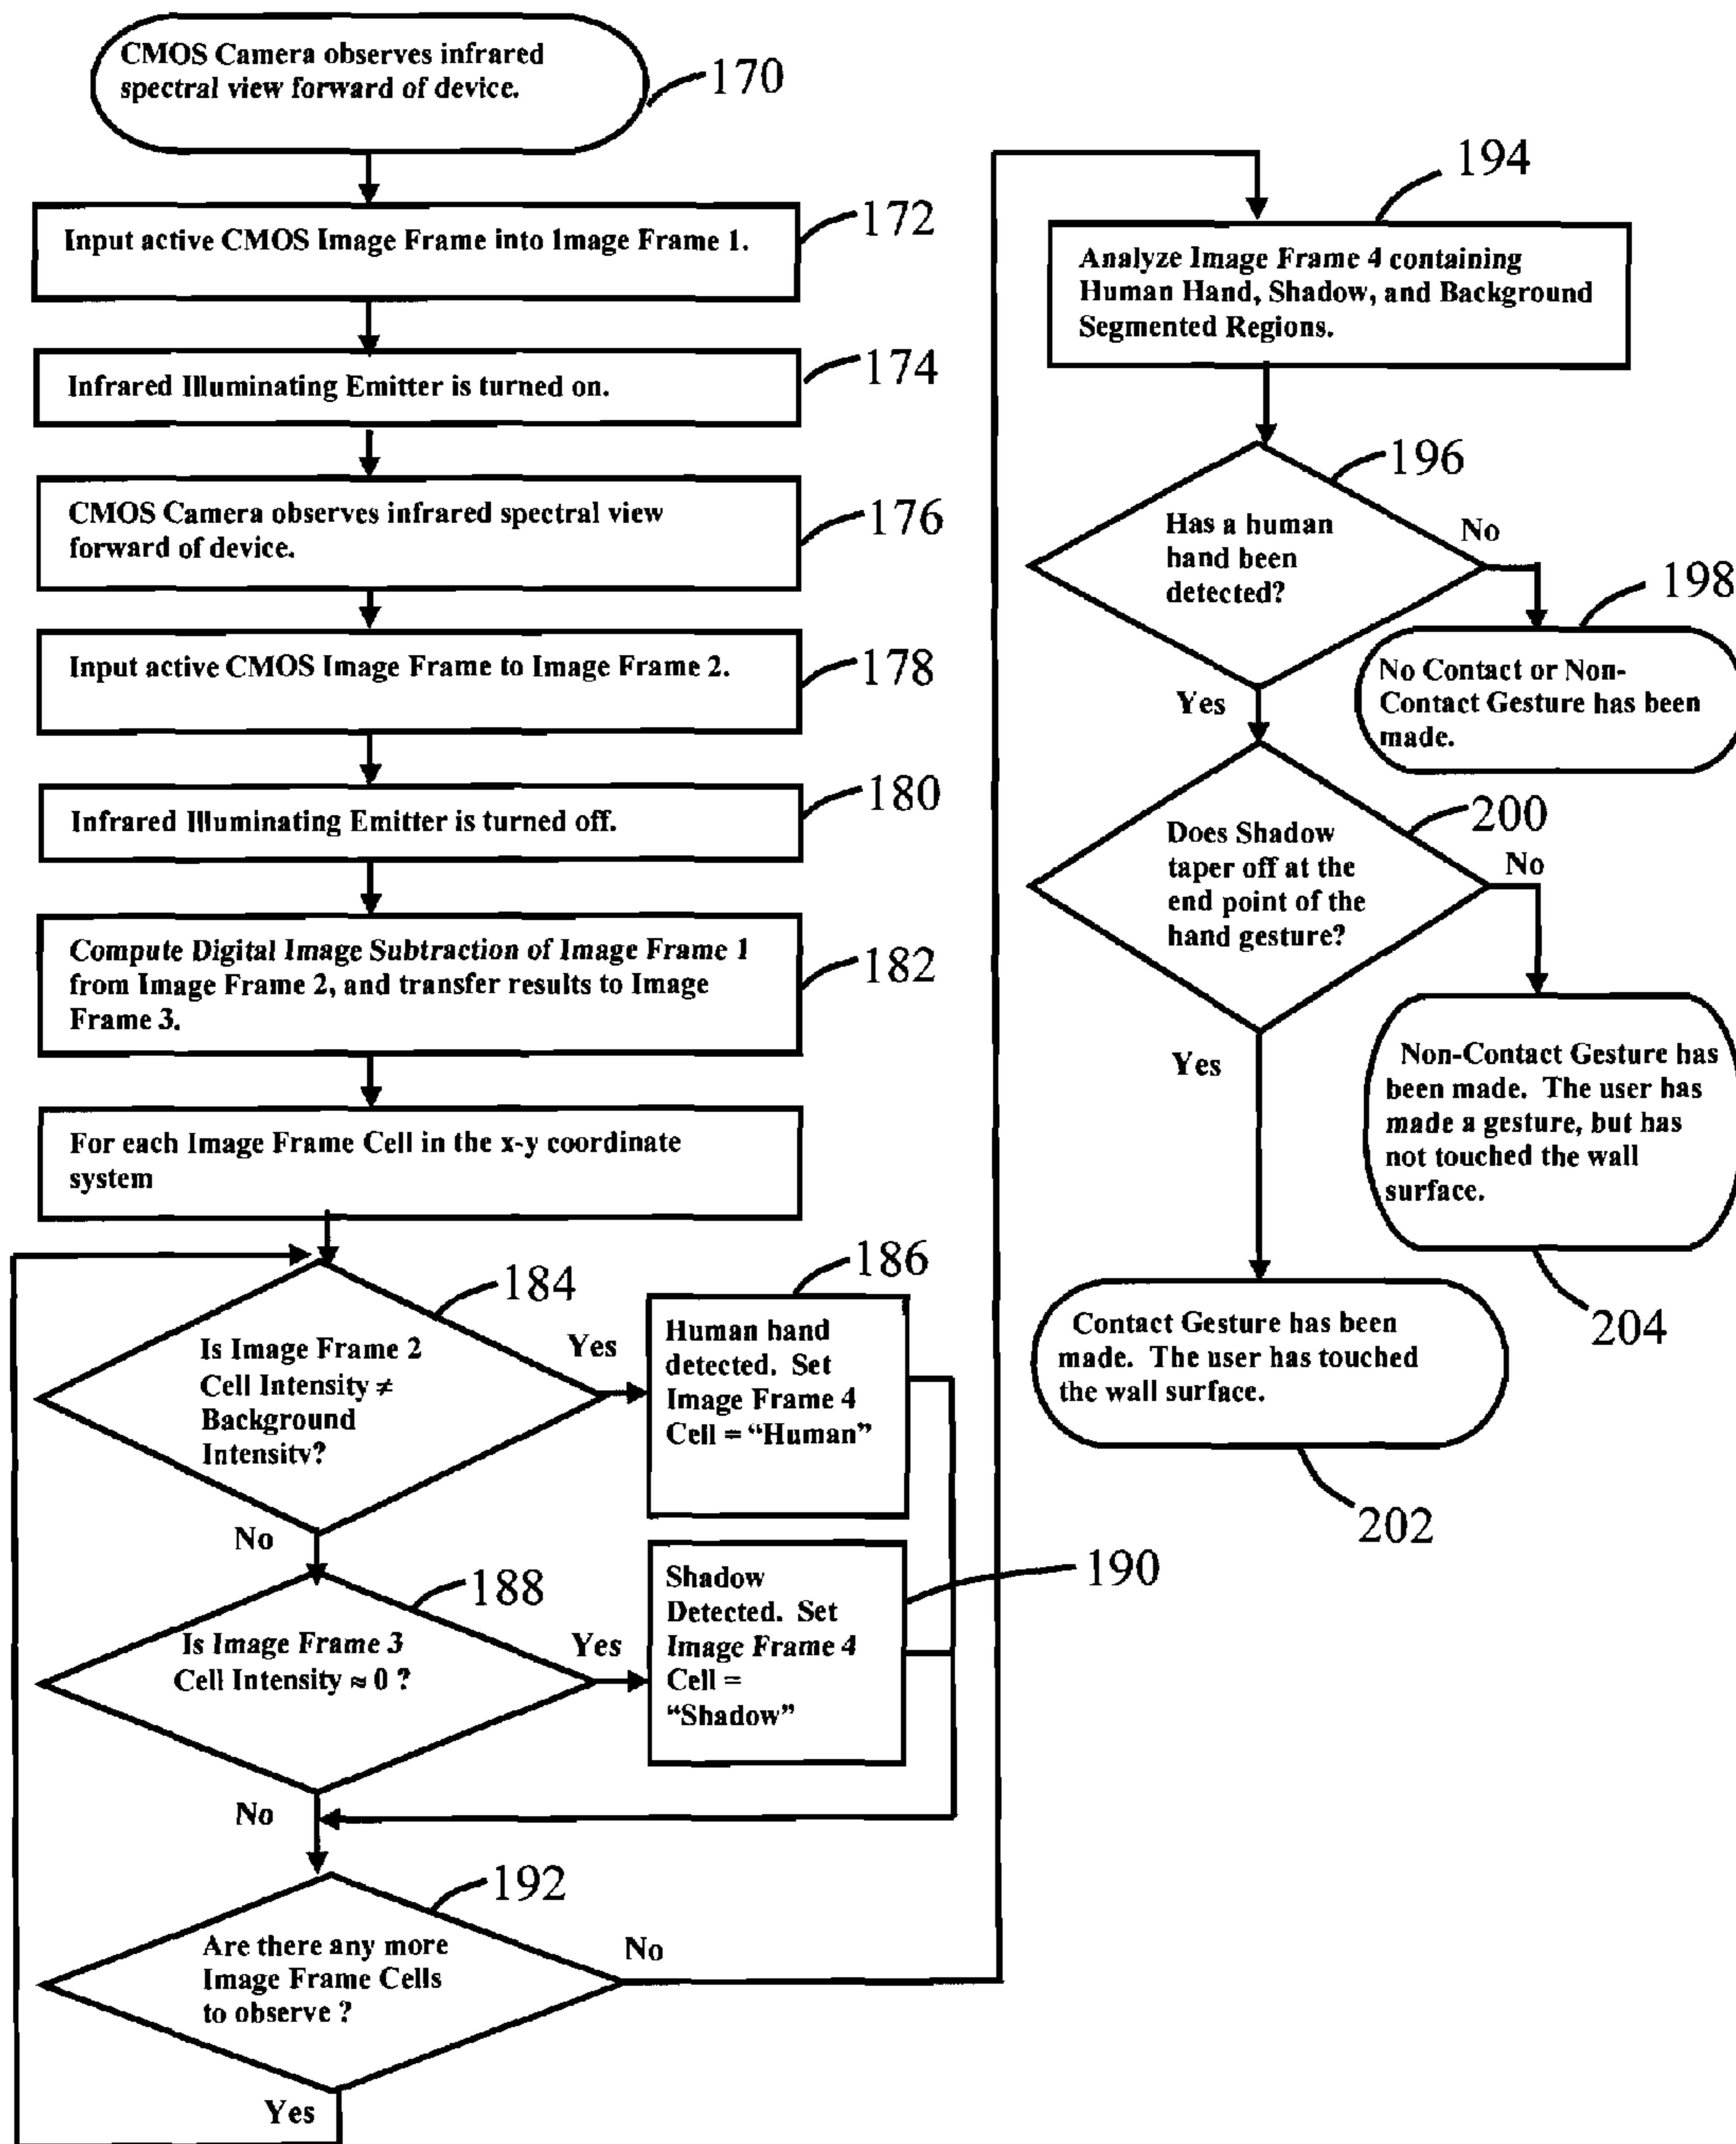 CMOS Camera observes infrared
spectral view forward of device.
170
Input active CMOS Image Frame into Image Frame 1.
172
Infrared Illuminating Emitter is turned on.
174
CMOS Camera observes infrared spectral view
forward of device.
176
Input active CMOS Image Frame to Image Frame 2.
178
Infrared Illuminating Emitter is turned off.
180
Compute Digital Image Subtraction of Image Frame 1
from Image Frame 2, and transfer results to Image
Frame 3.
182
For each Image Frame Cell in the x-y coordinate
system
184
Is Image Frame 2
Cell Intensity ≠
Background
Intensity?
Yes
No
186
Human hand
detected. Set
Image Frame 4
Cell = “Human”
188
Is Image Frame 3
Cell Intensity ≈ 0 ?
Yes
No
190
Shadow
Detected. Set
Image Frame 4
Cell =
“Shadow”
192
Are there any more
Image Frame Cells
to observe ?
No
Yes
194
Analyze Image Frame 4 containing
Human Hand, Shadow, and Background
Segmented Regions.
196
Has a human
hand been
detected?
No
Yes
198
No Contact or Non-
Contact Gesture has been
made.
200
Does Shadow
taper off at the
end point of the
hand gesture?
No
Yes
Non-Contact Gesture has
been made. The user has
made a gesture, but has
not touched the wall
surface.
204
Contact Gesture has been
made. The user has touched
the wall surface.
202